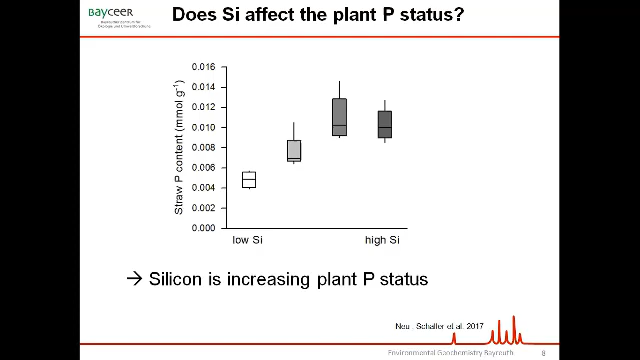 BAYCEER
Does Si affect the plant P status?
0.016
0.014
0.012
0.010
0.008
0.006
0.004
0.002
0.000
Straw P content (mmol g⁻¹)
low Si
high Si
→ Silicon is increasing plant P status
Neu . Schaller et al. 2017
Environmental Geochemistry Bayreuth
8